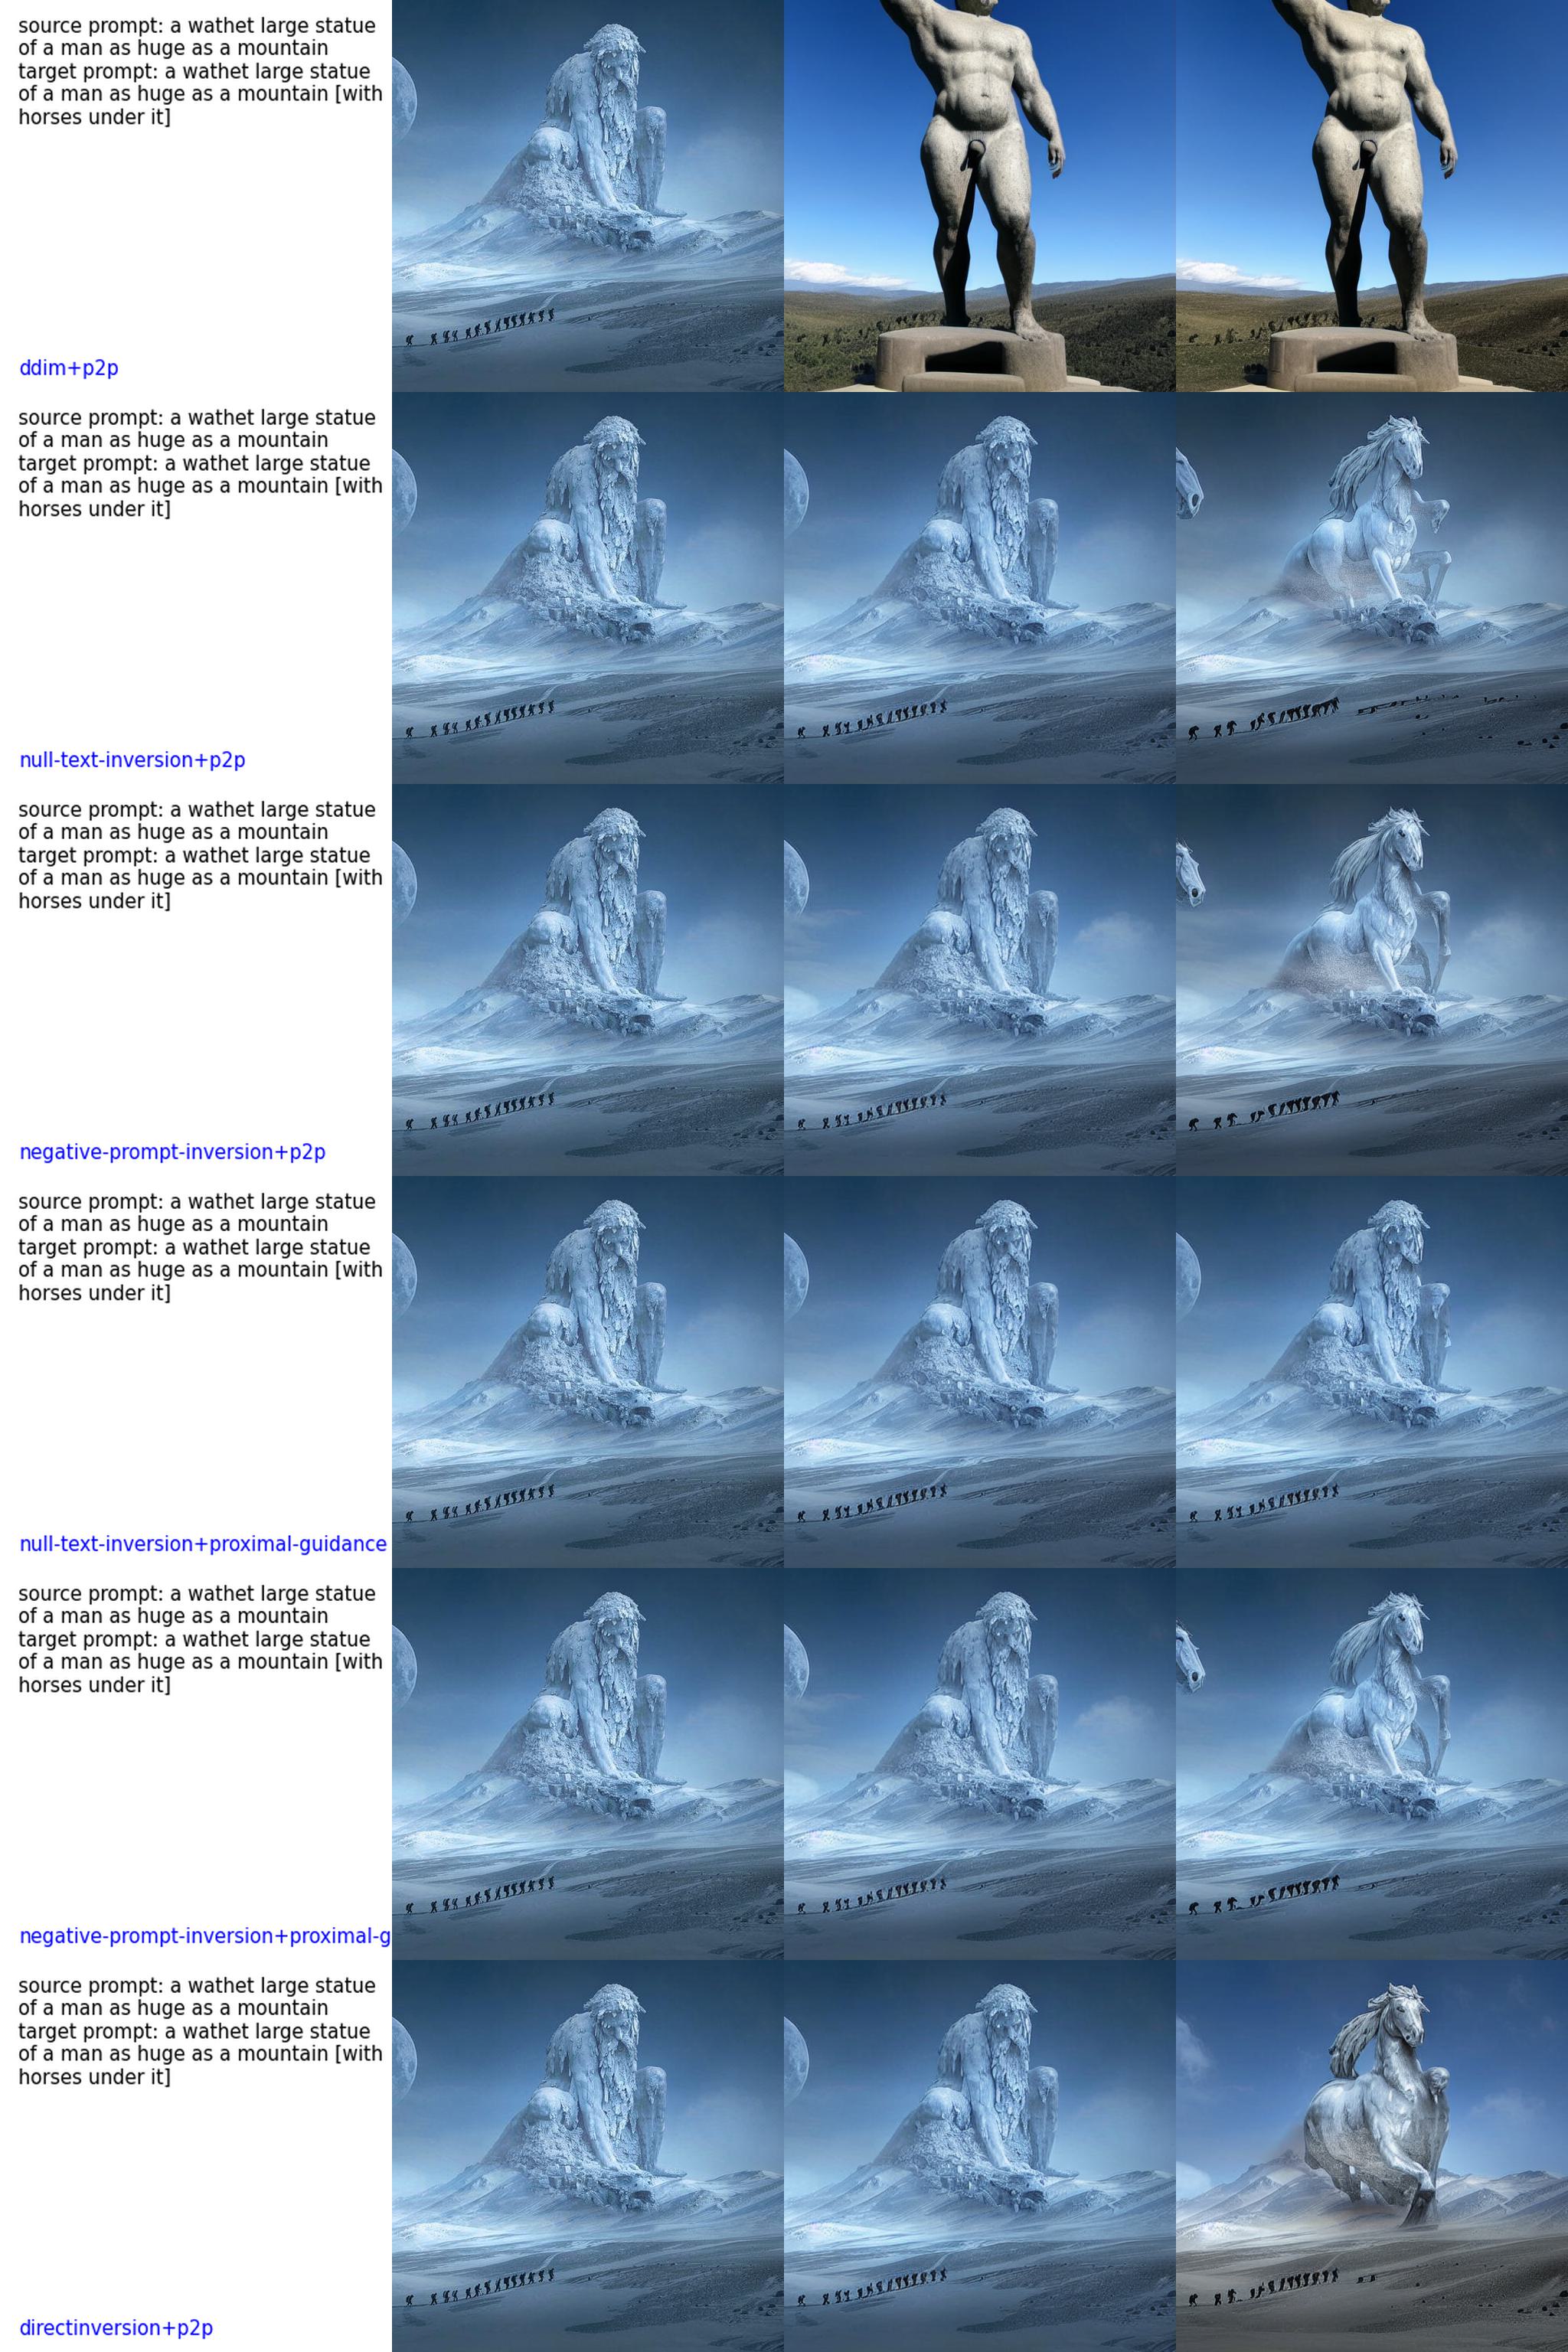 source prompt: a wathet large statue
of a man as huge as a mountain
target prompt: a wathet large statue
of a man as huge as a mountain [with
horses under it]
ddim+p2p
source prompt: a wathet large statue
of a man as huge as a mountain
target prompt: a wathet large statue
of a man as huge as a mountain [with
horses under it]
null-text-inversion+p2p
source prompt: a wathet large statue
of a man as huge as a mountain
target prompt: a wathet large statue
of a man as huge as a mountain [with
horses under it]
negative-prompt-inversion+p2p
source prompt: a wathet large statue
of a man as huge as a mountain
target prompt: a wathet large statue
of a man as huge as a mountain [with
horses under it]
null-text-inversion+proximal-guidance
source prompt: a wathet large statue
of a man as huge as a mountain
target prompt: a wathet large statue
of a man as huge as a mountain [with
horses under it]
negative-prompt-inversion+proximal-g
source prompt: a wathet large statue
of a man as huge as a mountain
target prompt: a wathet large statue
of a man as huge as a mountain [with
horses under it]
directinversion+p2p